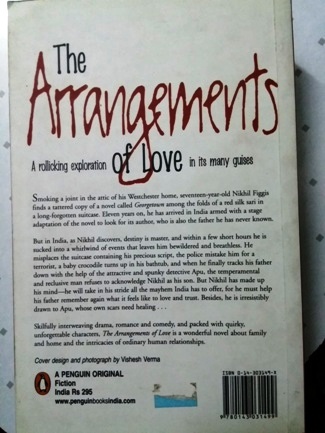 The
Arrangements
A rollicking exploration of Love in its many guises
Smoking a joint in the attic of his Westchester home, seventeen-year-old Nikhil Figgis
finds a tattered copy of a novel called Georgetown among the folds of a red silk sari in
a long-forgotten suitcase. Eleven years on, he has arrived in India armed with a stage
adaptation of the novel to look for its author, who is also the father he has never known.
But in India, as Nikhil discovers, destiny is master, and within a few short hours he is
sucked into a whirlwind of events that leaves him bewildered and breathless. He
misplaces the suitcase containing his precious script, the police mistake him for a
terrorist, a baby crocodile turns up in his bathtub, and when he finally tracks his father
down with the help of the attractive and spunky detective Apu, the temperamental
and reclusive man refuses to acknowledge Nikhil as his son. But Nikhil has made up
his mind—he will take in his stride all the mayhem India has to offer, for he must help
his father remember again what it feels like to love and trust. Besides, he is irresistibly
drawn to Apu, whose own scars need healing . . .
Skilfully interweaving drama, romance and comedy, and packed with quirky,
unforgettable characters, The Arrangements of Love is a wonderful novel about family
and home and the intricacies of ordinary human relationships.
Cover design and photograph by Vishesh Verma
A PENGUIN ORIGINAL
Fiction
India Rs 295
www.penguinbooksindia.com
ISBN 0-14-303149-X
9780143031499